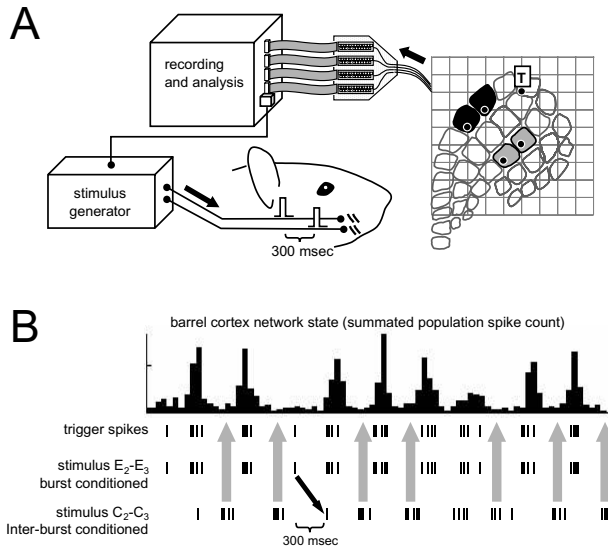 A
recording
and analysis
T
stimulus
generator
300 msec
B
barrel cortex network state (summated population spike count)
trigger spikes
stimulus E₂-E₃
burst conditioned
stimulus C₂-C₃
Inter-burst conditioned
300 msec